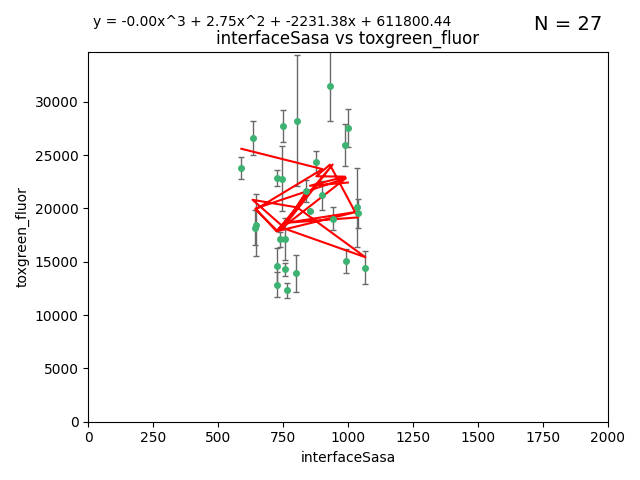 y = -0.00x^3 + 2.75x^2 + -2231.38x + 611800.44
N = 27
interfaceSasa vs toxgreen_fluor
30000
25000
20000
15000
10000
5000
0
toxgreen_fluor
0 250 500 750 1000 1250 1500 1750 2000
interfaceSasa